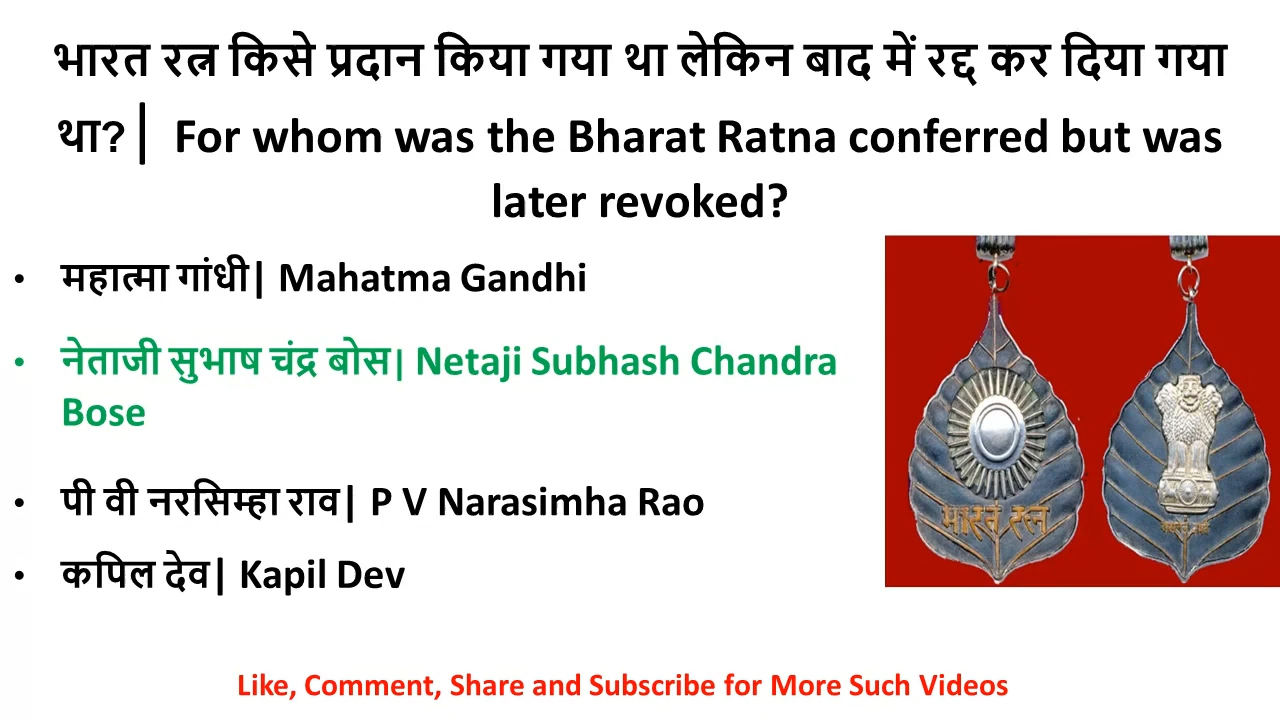 भारत रत्न किसे प्रदान किया गया था लेकिन बाद में रद्द कर दिया गया
था?| For whom was the Bharat Ratna conferred but was
later revoked?
• महात्मा गांधी| Mahatma Gandhi
• नेताजी सुभाष चंद्र बोस| Netaji Subhash Chandra
Bose
• पी वी नरसिम्हा राव| P V Narasimha Rao
• कपिल देव| Kapil Dev
भारत रत्न
Like, Comment, Share and Subscribe for More Such Videos